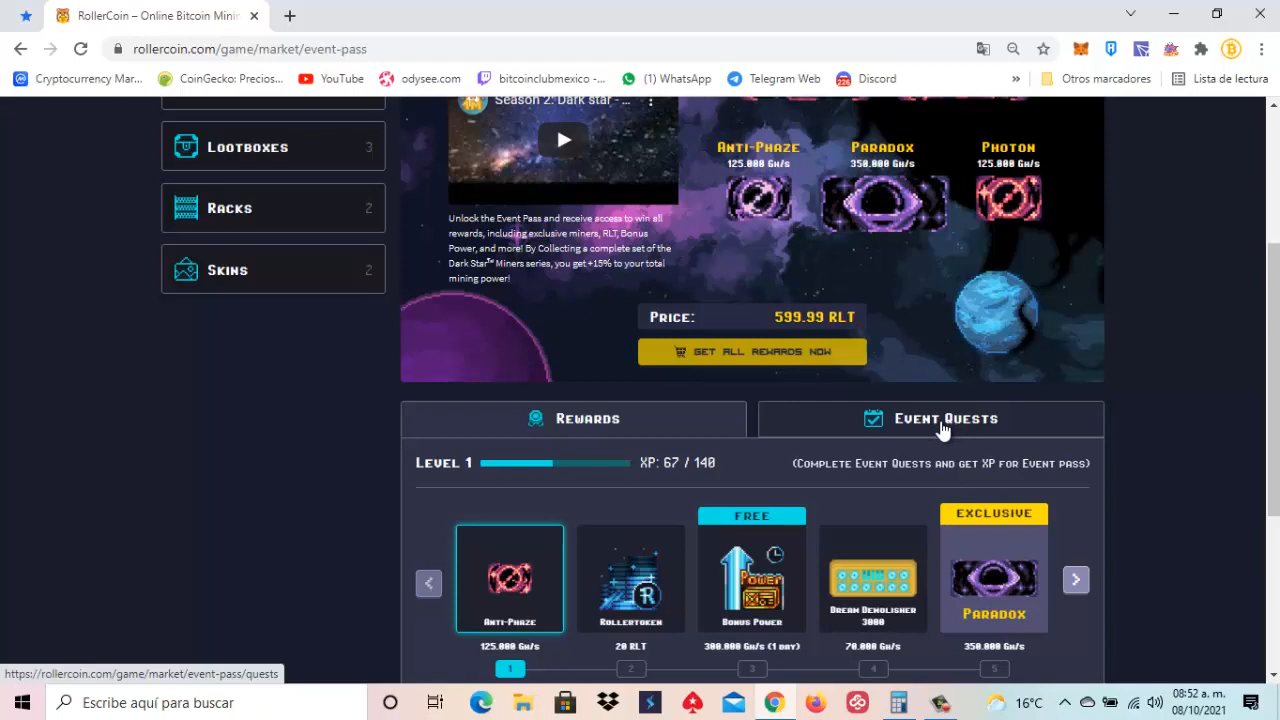 RollerCoin – Online Bitcoin Minin
rollercoin.com/game/market/event-pass
Cryptocurrency Mar...
CoinGecko: Precios...
YouTube
odysee.com
bitcoinclubmexico -...
(1) WhatsApp
Telegram Web
226
Discord
»
Otros marcadores
Lista de lectura
Lootboxes 3
Racks 2
Skins 2
Season 2: Dark star - ...
Unlock the Event Pass and receive access to win all
rewards, including exclusive miners, RLT, Bonus
Power, and more! By Collecting a complete set of the
Dark Star™ Miners series, you get +15% to your total
mining power!
Anti-Phaze
125.000 Gh/s
Paradox
350.000 Gh/s
Photon
125.000 Gh/s
Price: 599.99 RLT
Get all rewards now
Rewards
Event Quests
Level 1
XP: 67 / 140
(Complete Event Quests and get XP for Event pass)
Free
Exclusive
Power
Anti-Phaze
Rollertoken
Bonus Power
Dream Demolisher
3000
Paradox
125.000 Gh/s
20 RLT
300.000 Gh/s (1 day)
70.000 Gh/s
350.000 Gh/s
1
2
3
4
5
https://rollercoin.com/game/market/event-pass/quests
Escribe aquí para buscar
16°C
08:52 a. m.
08/10/2021